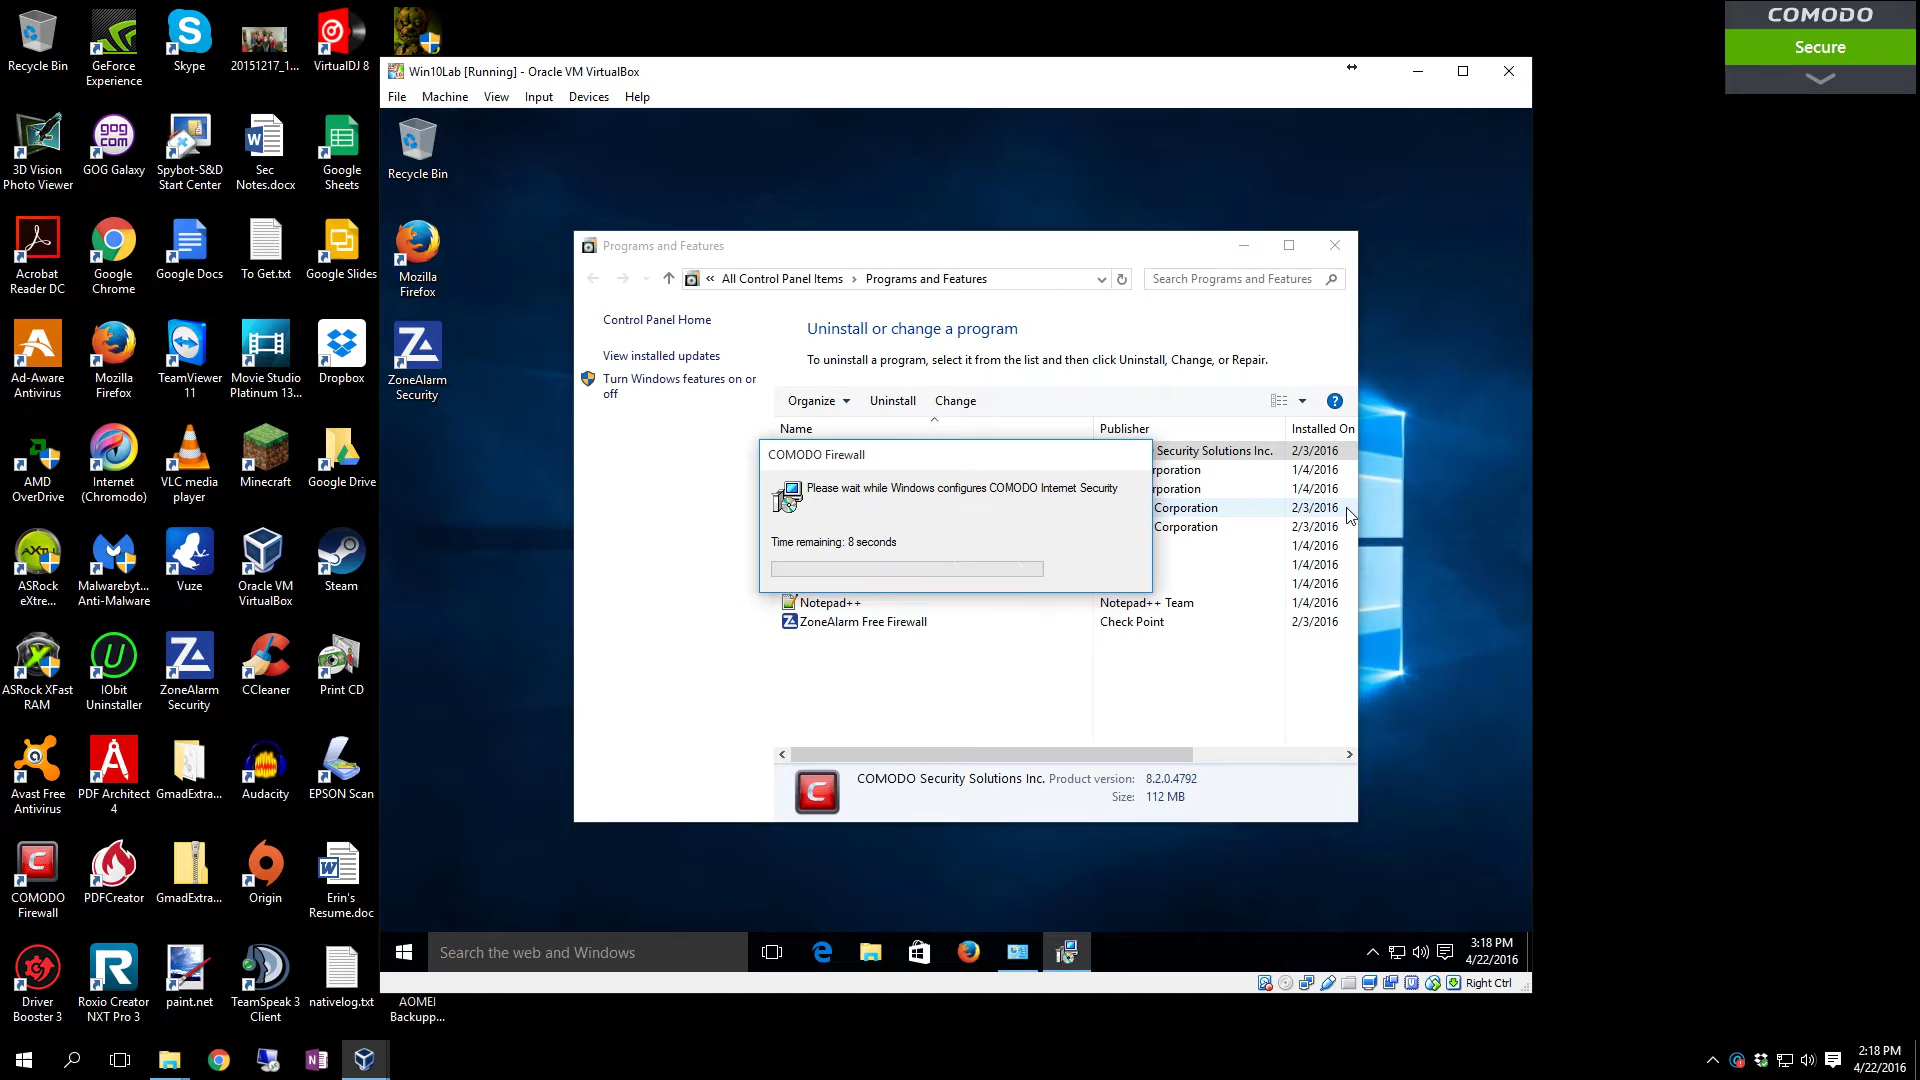 Recycle Bin
GeForce
Experience
Skype
20151217_1...
VirtualDJ 8
3D Vision
Photo Viewer
GOG Galaxy
Spybot-S&D
Start Center
Sec
Notes.docx
Google
Sheets
Acrobat
Reader DC
Google
Chrome
Google Docs
To Get.txt
Google Slides
Ad-Aware
Antivirus
Mozilla
Firefox
TeamViewer
11
Movie Studio
Platinum 13...
Dropbox
AMD
OverDrive
Internet
(Chromodo)
VLC media
player
Minecraft
Google Drive
ASRock
eXtre...
Malwarebyt...
Anti-Malware
Vuze
Oracle VM
VirtualBox
Steam
ASRock XFast
RAM
IObit
Uninstaller
ZoneAlarm
Security
CCleaner
Print CD
Avast Free
Antivirus
PDF Architect
4
GmadExtra...
Audacity
EPSON Scan
COMODO
Firewall
PDFCreator
GmadExtra...
Origin
Erin's
Resume.doc
Driver
Booster 3
Roxio Creator
NXT Pro 3
paint.net
TeamSpeak 3
Client
nativelog.txt
AOMEI
Backupp...
Win10Lab [Running] - Oracle VM VirtualBox
File Machine View Input Devices Help
Recycle Bin
Mozilla
Firefox
ZoneAlarm
Security
Programs and Features
« All Control Panel Items > Programs and Features
Search Programs and Features
Control Panel Home
View installed updates
Turn Windows features on or
off
Uninstall or change a program
To uninstall a program, select it from the list and then click Uninstall, Change, or Repair.
Organize Uninstall Change
Name Publisher Installed On
Security Solutions Inc. 2/3/2016
rporation 1/4/2016
rporation 1/4/2016
Corporation 2/3/2016
Corporation 2/3/2016
1/4/2016
1/4/2016
1/4/2016
Notepad++ Notepad++ Team 1/4/2016
ZoneAlarm Free Firewall Check Point 2/3/2016
COMODO Firewall
Please wait while Windows configures COMODO Internet Security
Time remaining: 8 seconds
COMODO Security Solutions Inc. Product version: 8.2.0.4792
Size: 112 MB
Search the web and Windows
3:18 PM
4/22/2016
Right Ctrl
COMODO
Secure
2:18 PM
4/22/2016